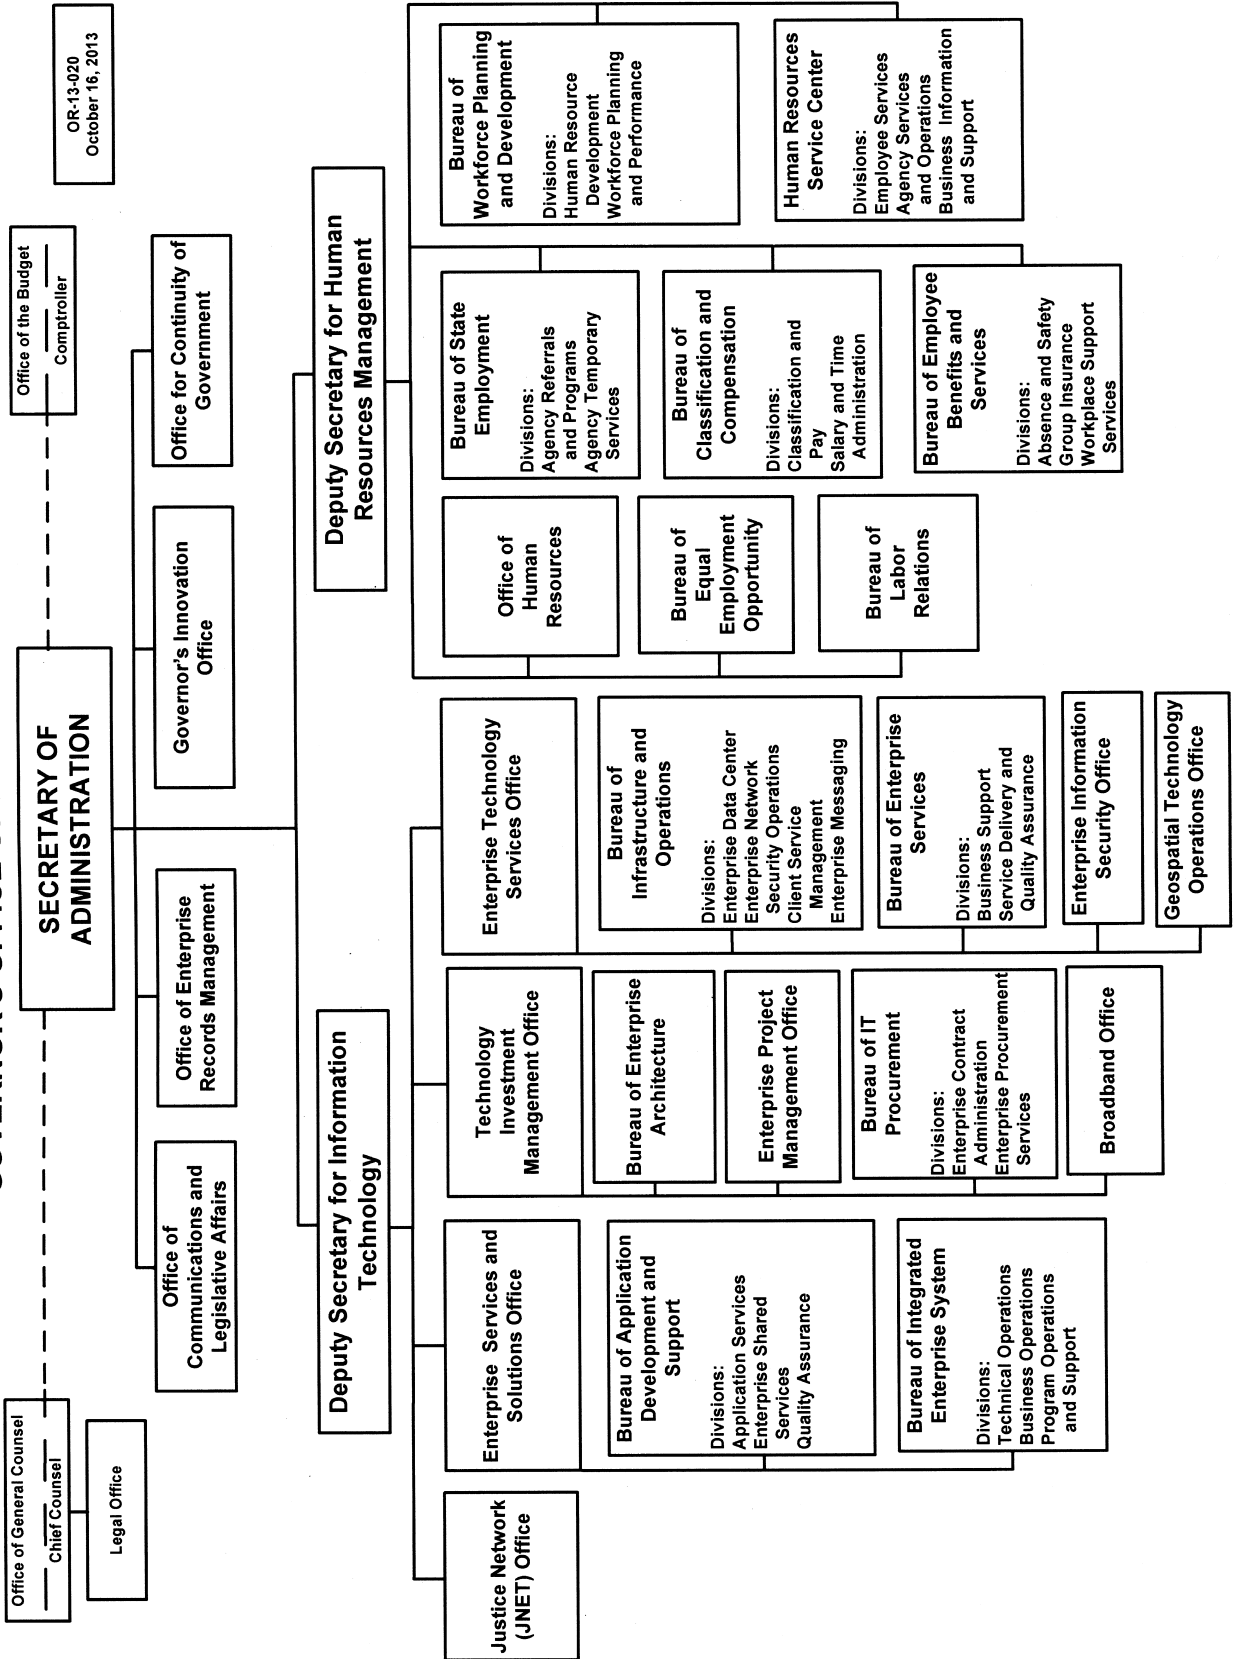 OR-13-020
October 16, 2013
Office of General Counsel
Chief Counsel
Legal Office
SECRETARY OF
ADMINISTRATION
Office of the Budget
Comptroller
Office of
Communications and
Legislative Affairs
Office of Enterprise
Records Management
Governor's Innovation
Office
Office for Continuity of
Government
Deputy Secretary for Information
Technology
Deputy Secretary for Human
Resources Management
Justice Network
(JNET) Office
Enterprise Services and
Solutions Office
Bureau of Application
Development and
Support
Divisions:
Application Services
Enterprise Shared
Services
Quality Assurance
Bureau of Integrated
Enterprise System
Divisions:
Technical Operations
Business Operations
Program Operations
and Support
Technology
Investment
Management Office
Bureau of Enterprise
Architecture
Enterprise Project
Management Office
Bureau of IT
Procurement
Divisions:
Enterprise Contract
Administration
Enterprise Procurement
Services
Broadband Office
Enterprise Technology
Services Office
Bureau of
Infrastructure and
Operations
Divisions:
Enterprise Data Center
Enterprise Network
Security Operations
Client Service
Management
Enterprise Messaging
Bureau of Enterprise
Services
Divisions:
Business Support
Service Delivery and
Quality Assurance
Enterprise Information
Security Office
Geospatial Technology
Operations Office
Office of
Human
Resources
Bureau of
Equal
Employment
Opportunity
Bureau of
Labor
Relations
Bureau of State
Employment
Divisions:
Agency Referrals
and Programs
Agency Temporary
Services
Bureau of
Classification and
Compensation
Divisions:
Classification and
Pay
Salary and Time
Administration
Bureau of Employee
Benefits and
Services
Divisions:
Absence and Safety
Group Insurance
Workplace Support
Services
Bureau of
Workforce Planning
and Development
Divisions:
Human Resource
Development
Workforce Planning
and Performance
Human Resources
Service Center
Divisions:
Employee Services
Agency Services
and Operations
Business Information
and Support